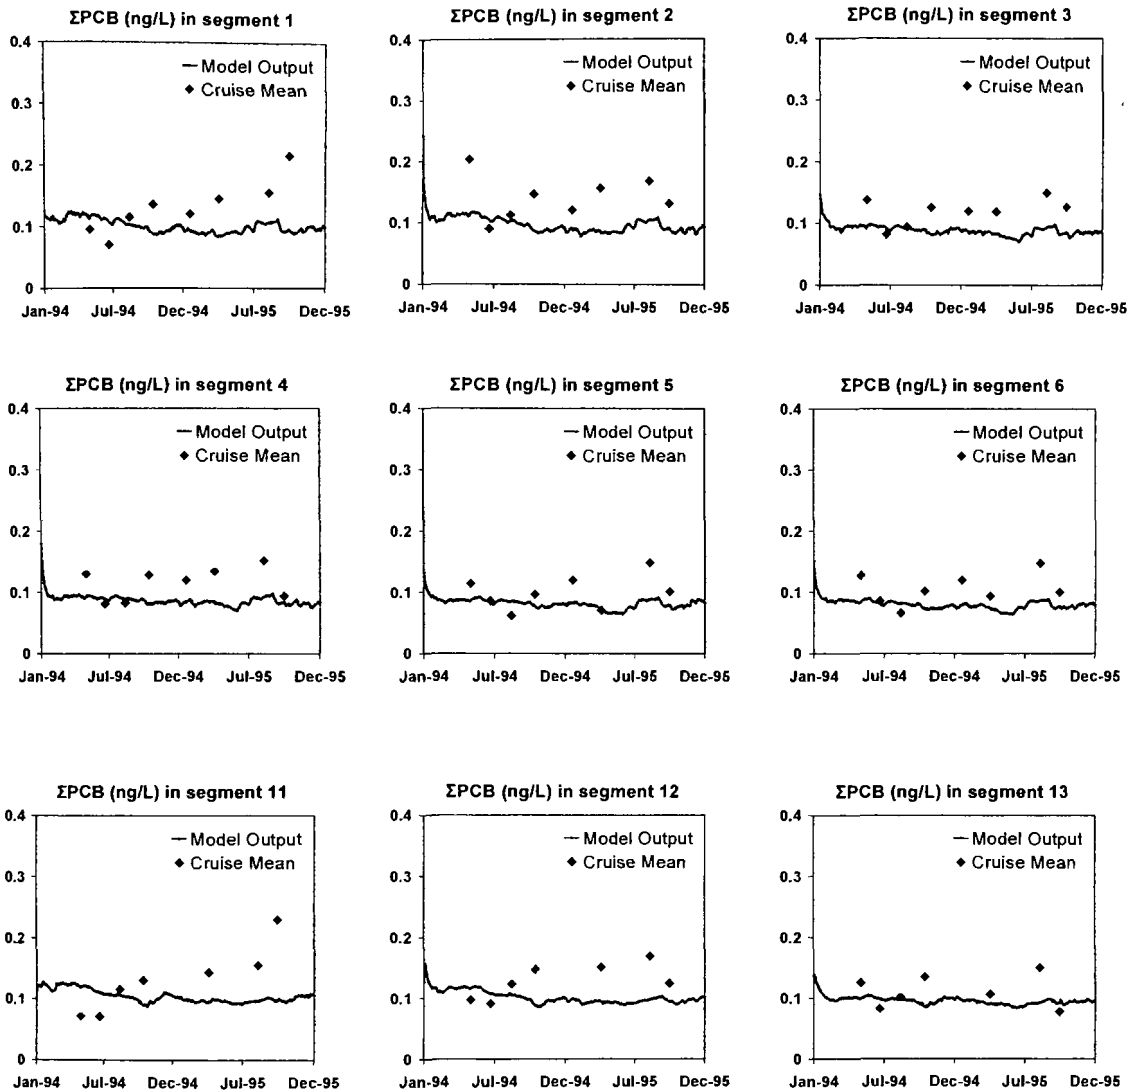 ΣPCB (ng/L) in segment 1
0.4
0.3
0.2
0.1
0
Model Output
Cruise Mean
Jan-94 Jul-94 Dec-94 Jul-95 Dec-95
ΣPCB (ng/L) in segment 2
0.4
0.3
0.2
0.1
0
Model Output
Cruise Mean
Jan-94 Jul-94 Dec-94 Jul-95 Dec-95
ΣPCB (ng/L) in segment 3
0.4
0.3
0.2
0.1
0
Model Output
Cruise Mean
Jan-94 Jul-94 Dec-94 Jul-95 Dec-95
ΣPCB (ng/L) in segment 4
0.4
0.3
0.2
0.1
0
Model Output
Cruise Mean
Jan-94 Jul-94 Dec-94 Jul-95 Dec-95
ΣPCB (ng/L) in segment 5
0.4
0.3
0.2
0.1
0
Model Output
Cruise Mean
Jan-94 Jul-94 Dec-94 Jul-95 Dec-95
ΣPCB (ng/L) in segment 6
0.4
0.3
0.2
0.1
0
Model Output
Cruise Mean
Jan-94 Jul-94 Dec-94 Jul-95 Dec-95
ΣPCB (ng/L) in segment 11
0.4
0.3
0.2
0.1
0
Model Output
Cruise Mean
Jan-94 Jul-94 Dec-94 Jul-95 Dec-95
ΣPCB (ng/L) in segment 12
0.4
0.3
0.2
0.1
0
Model Output
Cruise Mean
Jan-94 Jul-94 Dec-94 Jul-95 Dec-95
ΣPCB (ng/L) in segment 13
0.4
0.3
0.2
0.1
0
Model Output
Cruise Mean
Jan-94 Jul-94 Dec-94 Jul-95 Dec-95